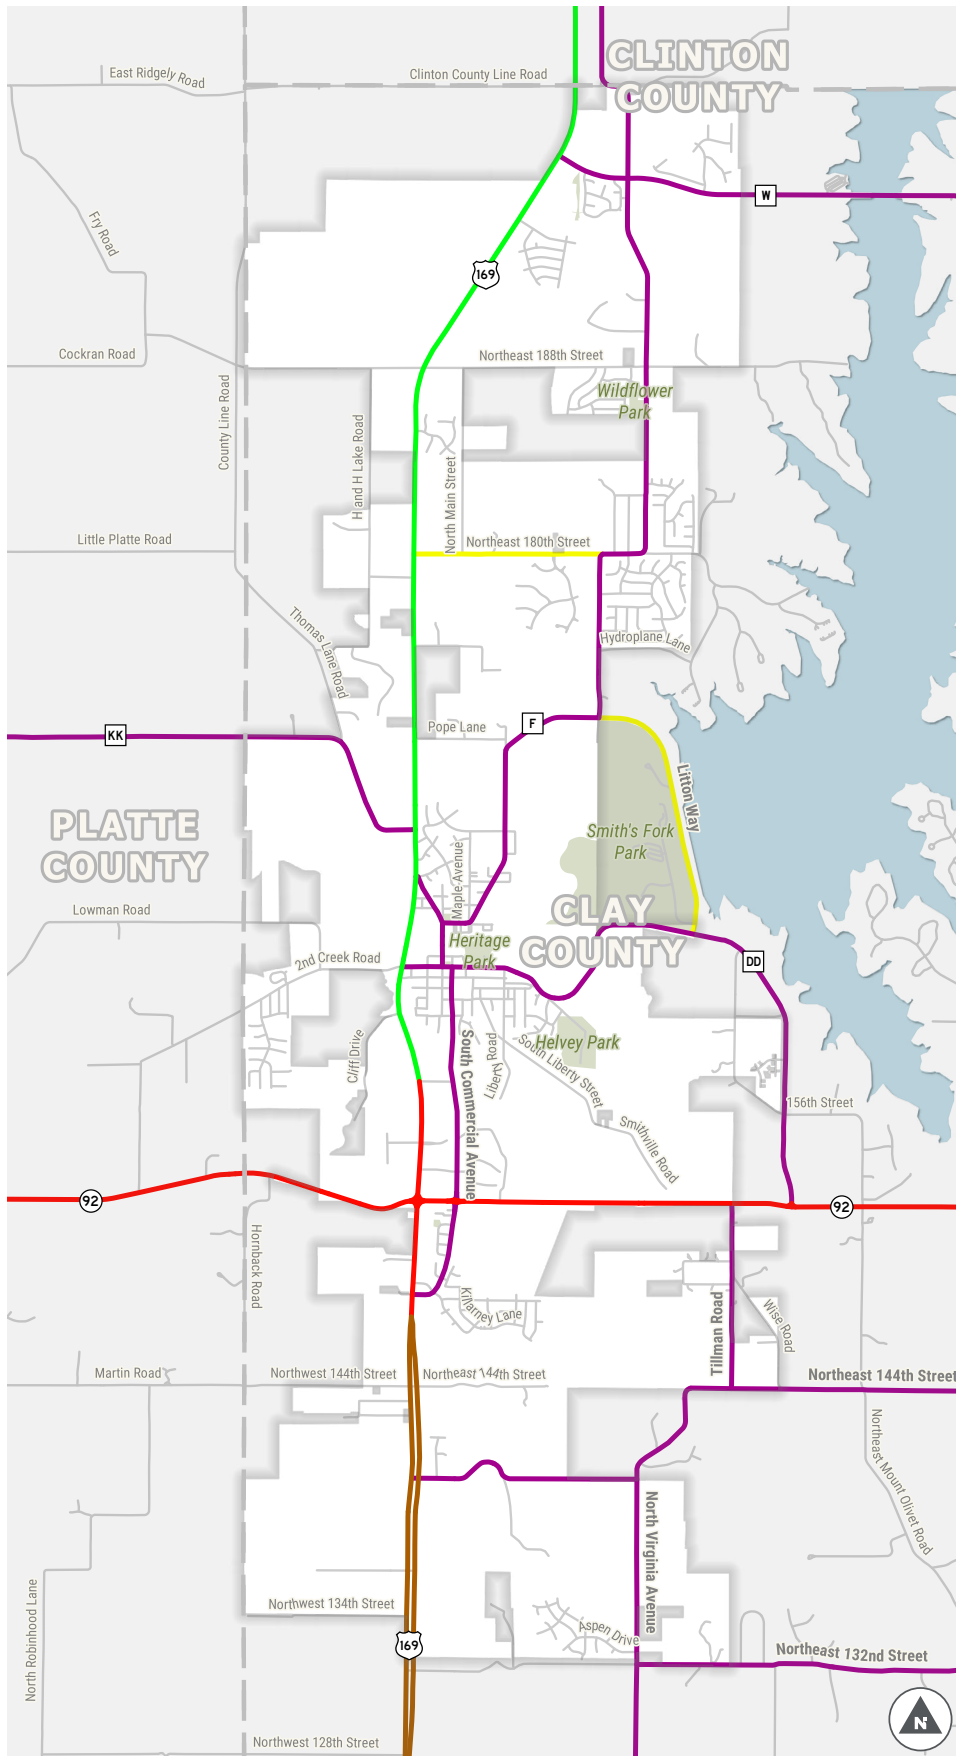 CLINTON
COUNTY
East Ridgely Road
Clinton County Line Road
W
Fry Road
169
Cockran Road
Northeast 188th Street
County Line Road
Wildflower
Park
H and H Lake Road
North Main Street
Little Platte Road
Northeast 180th Street
Thomas Lane Road
Hydroplane Lane
KK
Pope Lane
F
Litton Way
PLATTE
COUNTY
Smith's Fork
Park
Maple Avenue
Lowman Road
CLAY
COUNTY
Heritage
Park
2nd Creek Road
DD
Cliff Drive
South Commercial Avenue
Liberty Road
Helvey Park
South Liberty Street
156th Street
Smithville Road
92
92
Hornback Road
Killarney Lane
Tillman Road
Wise Road
Martin Road
Northwest 144th Street
Northeast 144th Street
Northeast 144th Street
Northeast Mount Olivet Road
North Virginia Avenue
North Robinhood Lane
Northwest 134th Street
Aspen Drive
169
Northeast 132nd Street
Northwest 128th Street
N